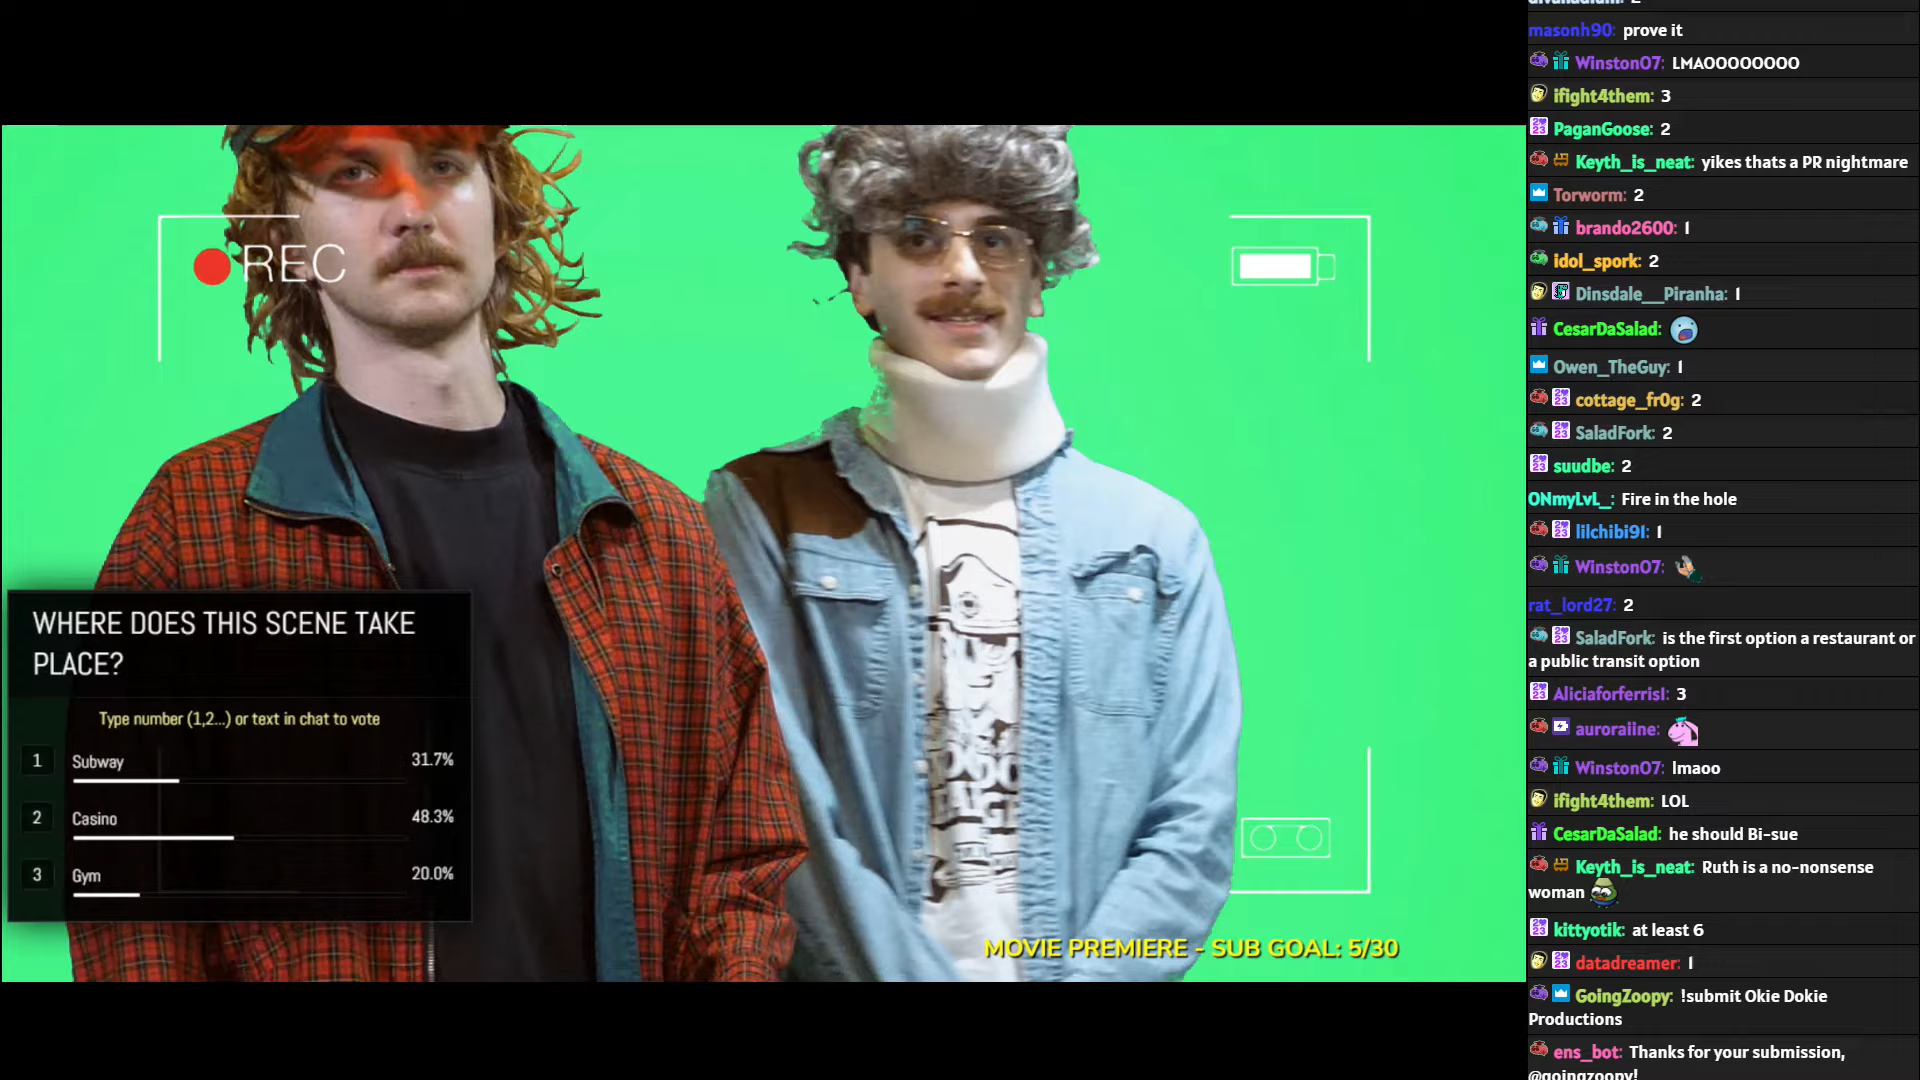 REC
WHERE DOES THIS SCENE TAKE
PLACE?
Type number (1,2...) or text in chat to vote
1 Subway 31.7%
2 Casino 48.3%
3 Gym 20.0%
MOVIE PREMIERE - SUB GOAL: 5/30
masonh90: prove it
Winston07: LMAOOOOOOOO
ifight4them: 3
PaganGoose: 2
Keyth_is_neat: yikes thats a PR nightmare
Torworm: 2
brando2600: 1
idol_spork: 2
Dinsdale__Piranha: 1
CesarDaSalad:
Owen_TheGuy: 1
cottage_fr0g: 2
SaladFork: 2
suudbe: 2
ONmyLvL_: Fire in the hole
lilchibi91: 1
Winston07:
rat_lord27: 2
SaladFork: is the first option a restaurant or
a public transit option
Aliciaforferris1: 3
auroraiine:
Winston07: lmaoo
ifight4them: LOL
CesarDaSalad: he should Bi-sue
Keyth_is_neat: Ruth is a no-nonsense
woman
kittyotik: at least 6
datadreamer: 1
GoingZoopy: !submit Okie Dokie
Productions
ens_bot: Thanks for your submission,
@goingzoopy!